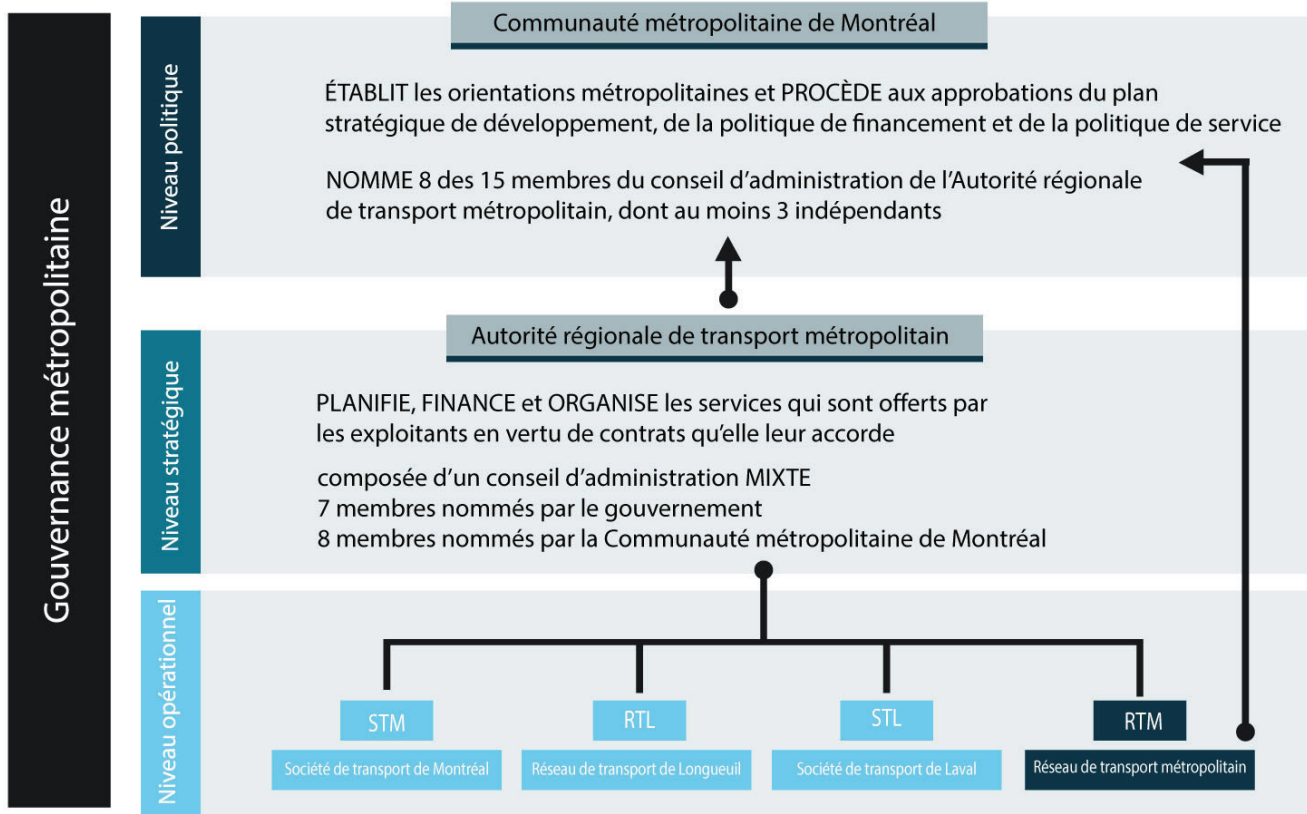 Gouvernance métropolitaine
Niveau politique
Communauté métropolitaine de Montréal
ÉTABLIT les orientations métropolitaines et PROCÈDE aux approbations du plan
stratégique de développement, de la politique de financement et de la politique de service
NOMME 8 des 15 membres du conseil d’administration de l’Autorité régionale
de transport métropolitain, dont au moins 3 indépendants
Niveau stratégique
Autorité régionale de transport métropolitain
PLANIFIE, FINANCE et ORGANISE les services qui sont offerts par
les exploitants en vertu de contrats qu’elle leur accorde
composée d’un conseil d’administration MIXTE
7 membres nommés par le gouvernement
8 membres nommés par la Communauté métropolitaine de Montréal
Niveau opérationnel
STM
Société de transport de Montréal
RTL
Réseau de transport de Longueuil
STL
Société de transport de Laval
RTM
Réseau de transport métropolitain